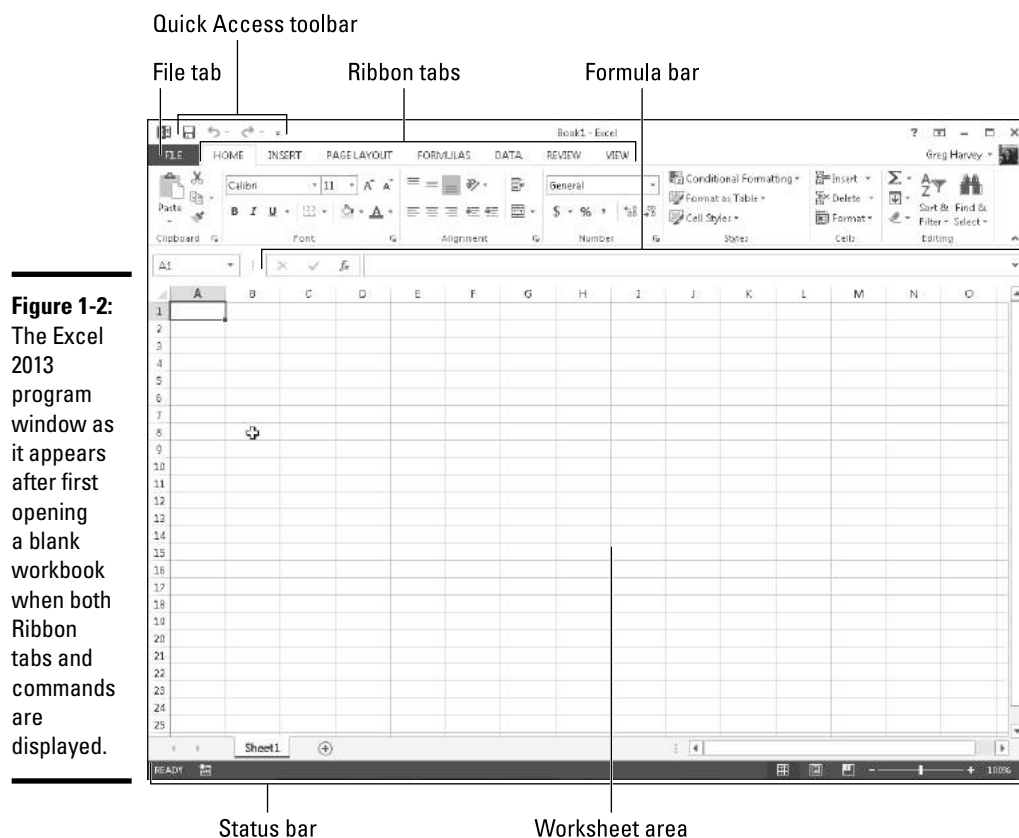 Quick Access toolbar
File tab Ribbon tabs Formula bar
Book1 - Excel ?
FILE HOME INSERT PAGE LAYOUT FORMULAS DATA REVIEW VIEW Greg Harvey
Calibri 11 A A General Conditional Formatting Insert Σ A Z
Paste B I U A $ % , Format as Table Delete Sort & Find &
Cell Styles Format Filter Select
Clipboard Font Alignment Number Styles Cells Editing
A1 fx
A B C D E F G H I J K L M N O
1
2
3
4
5
6
7
8
9
10
11
12
13
14
15
16
17
18
19
20
21
22
23
24
25
Sheet1
READY 100%
Figure 1-2:
The Excel
2013
program
window as
it appears
after first
opening
a blank
workbook
when both
Ribbon
tabs and
commands
are
displayed.
Status bar Worksheet area